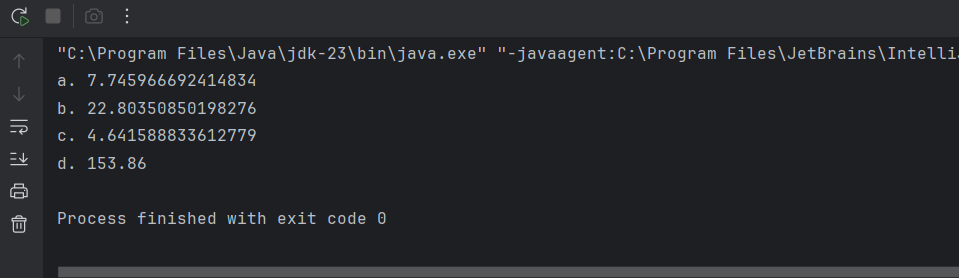 "C:\Program Files\Java\jdk-23\bin\java.exe" "-javaagent:C:\Program Files\JetBrains\Intelli
a. 7.745966692414834
b. 22.80350850198276
c. 4.641588833612779
d. 153.86
Process finished with exit code 0